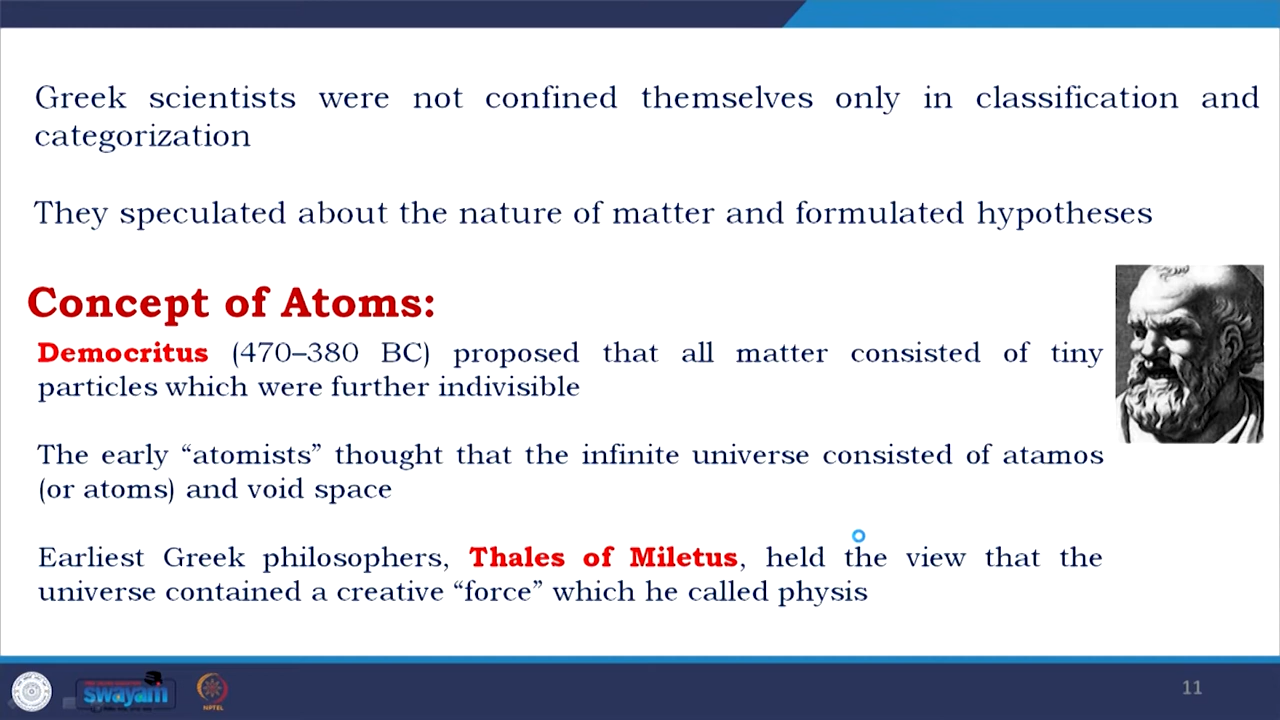 Greek scientists were not confined themselves only in classification and
categorization
They speculated about the nature of matter and formulated hypotheses
Concept of Atoms:
Democritus (470–380 BC) proposed that all matter consisted of tiny
particles which were further indivisible
The early “atomists” thought that the infinite universe consisted of atamos
(or atoms) and void space
Earliest Greek philosophers, Thales of Miletus, held the view that the
universe contained a creative “force” which he called physis
swayam
NPTEL
11